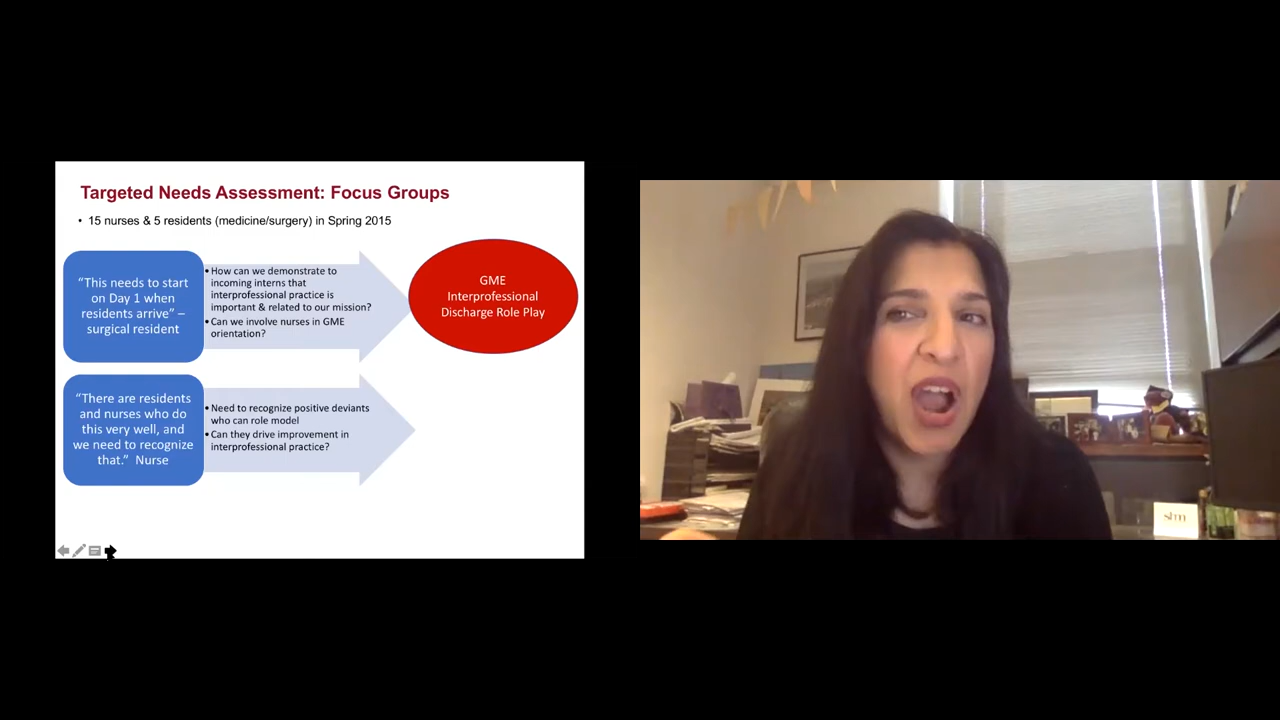 Targeted Needs Assessment: Focus Groups
• 15 nurses & 5 residents (medicine/surgery) in Spring 2015
“This needs to start
on Day 1 when
residents arrive” –
surgical resident
• How can we demonstrate to
incoming interns that
interprofessional practice is
important & related to our mission?
• Can we involve nurses in GME
orientation?
GME
Interprofessional
Discharge Role Play
“There are residents
and nurses who do
this very well, and
we need to recognize
that.” Nurse
• Need to recognize positive deviants
who can role model
• Can they drive improvement in
interprofessional practice?
shm